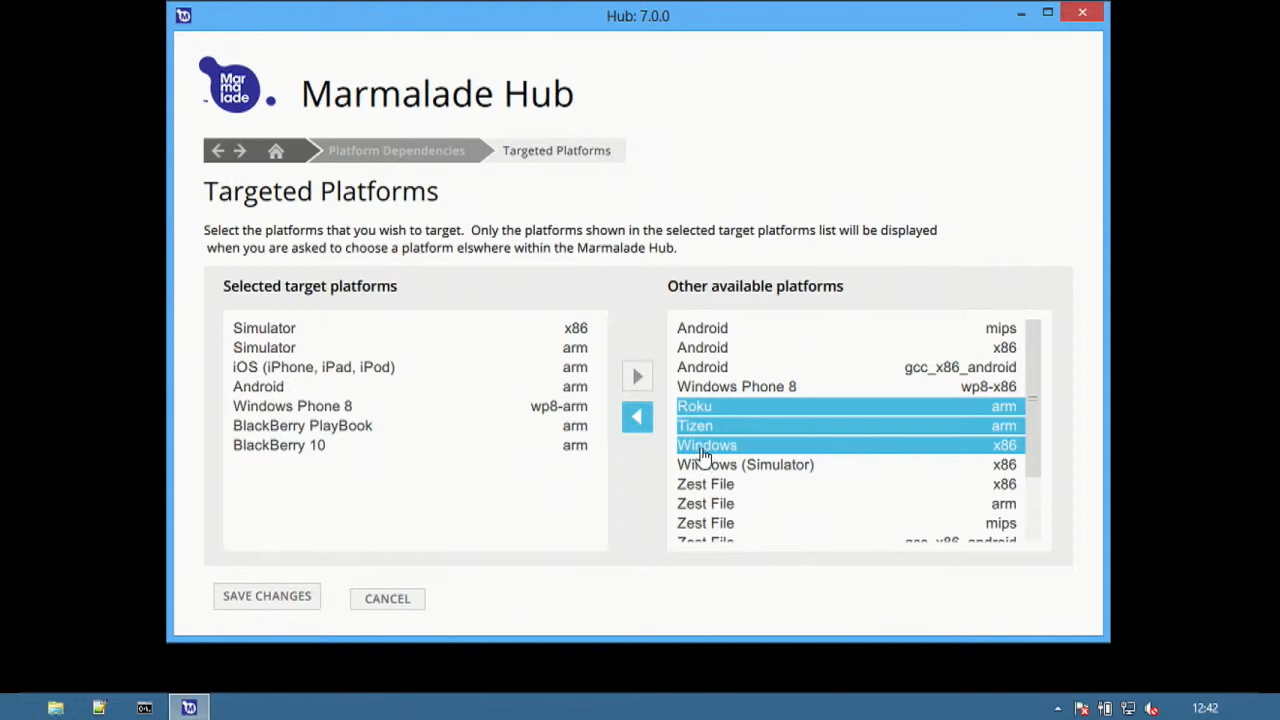 Hub: 7.0.0
Mar
ma
lade
™
Marmalade Hub
Platform Dependencies
Targeted Platforms
Targeted Platforms
Select the platforms that you wish to target. Only the platforms shown in the selected target platforms list will be displayed
when you are asked to choose a platform elswhere within the Marmalade Hub.
Selected target platforms
Simulator x86
Simulator arm
iOS (iPhone, iPad, iPod) arm
Android arm
Windows Phone 8 wp8-arm
BlackBerry PlayBook arm
BlackBerry 10 arm
Other available platforms
Android mips
Android x86
Android gcc_x86_android
Windows Phone 8 wp8-x86
Roku arm
Tizen arm
Windows x86
Windows (Simulator) x86
Zest File x86
Zest File arm
Zest File mips
Zest File gcc_x86_android
SAVE CHANGES
CANCEL
12:42